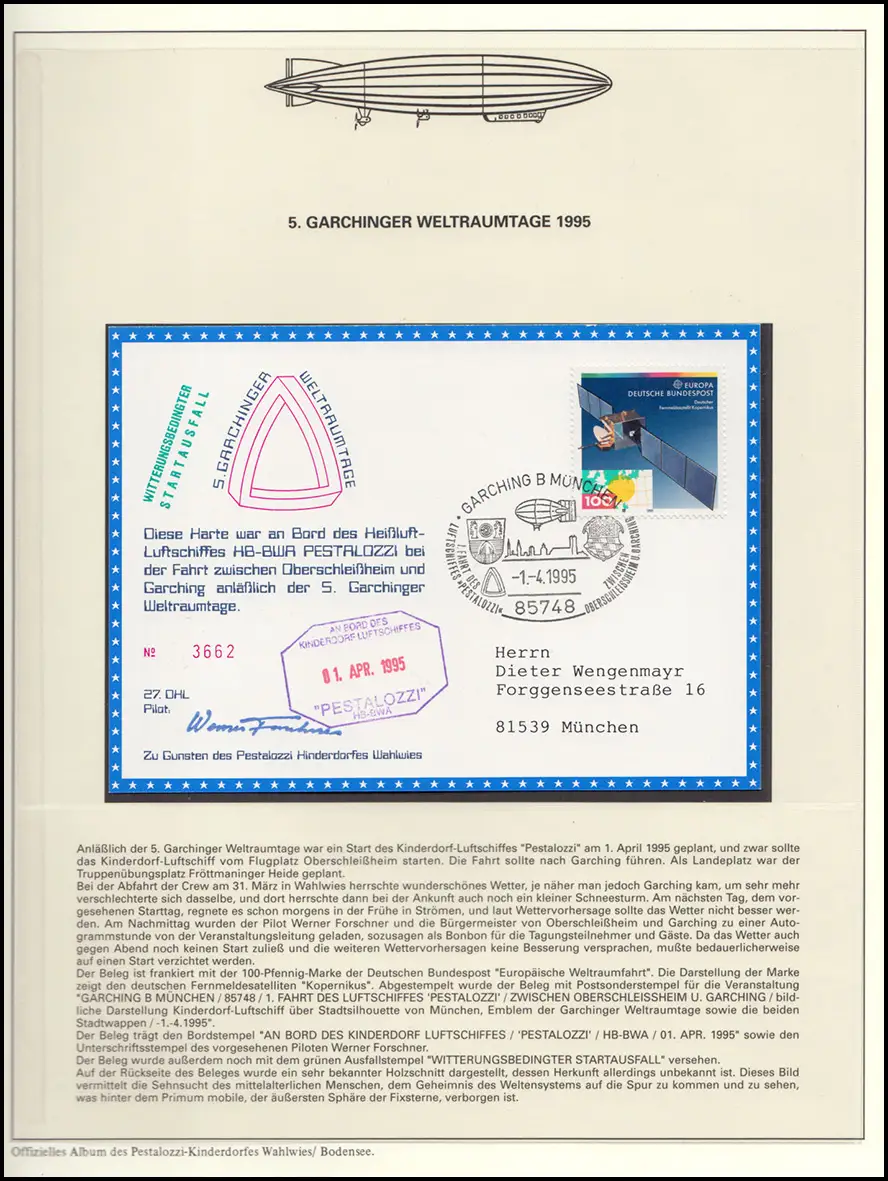 5. GARCHINGER WELTRAUMTAGE 1995
WITTERUNGSBEDINGTER
STARTAUSFALL
5. GARCHINGER WELTRAUMTAGE
EUROPA
DEUTSCHE BUNDESPOST
Deutscher
Fernmeldesatellit Kopernikus
100
GARCHING B MÜNCHEN
1. FAHRT DES
LUFTSCHIFFES »PESTALOZZI«
ZWISCHEN
OBERSCHLEISSHEIM U. GARCHING
-1.-4.1995
85748
Diese Karte war an Bord des Heißluft-
Luftschiffes HB-BWA PESTALOZZI bei
der Fahrt zwischen Oberschleißheim und
Garching anläßlich der 5. Garchinger
Weltraumtage.
№ 3662
AN BORD DES
KINDERDORF LUFTSCHIFFES
01. APR. 1995
"PESTALOZZI"
HB-BWA
27. DHL
Pilot:
Werner Forschner
Zu Gunsten des Pestalozzi Kinderdorfes Wahlwies
Herrn
Dieter Wengenmayr
Forggenseestraße 16
81539 München
Anläßlich der 5. Garchinger Weltraumtage war ein Start des Kinderdorf-Luftschiffes "Pestalozzi" am 1. April 1995 geplant, und zwar sollte
das Kinderdorf-Luftschiff vom Flugplatz Oberschleißheim starten. Die Fahrt sollte nach Garching führen. Als Landeplatz war der
Truppenübungsplatz Fröttmaninger Heide geplant.
Bei der Abfahrt der Crew am 31. März in Wahlwies herrschte wunderschönes Wetter, je näher man jedoch Garching kam, um sehr mehr
verschlechterte sich dasselbe, und dort herrschte dann bei der Ankunft auch noch ein kleiner Schneesturm. Am nächsten Tag, dem vor-
gesehenen Starttag, regnete es schon morgens in der Frühe in Strömen, und laut Wettervorhersage sollte das Wetter nicht besser wer-
den. Am Nachmittag wurden der Pilot Werner Forschner und die Bürgermeister von Oberschleißheim und Garching zu einer Auto-
grammstunde von der Veranstaltungsleitung geladen, sozusagen als Bonbon für die Tagungsteilnehmer und Gäste. Da das Wetter auch
gegen Abend noch keinen Start zuließ und die weiteren Wettervorhersagen keine Besserung versprachen, mußte bedauerlicherweise
auf einen Start verzichtet werden.
Der Beleg ist frankiert mit der 100-Pfennig-Marke der Deutschen Bundespost "Europäische Weltraumfahrt". Die Darstellung der Marke
zeigt den deutschen Fernmeldesatelliten "Kopernikus". Abgestempelt wurde der Beleg mit Postsonderstempel für die Veranstaltung
"GARCHING B MÜNCHEN / 85748 / 1. FAHRT DES LUFTSCHIFFES 'PESTALOZZI' / ZWISCHEN OBERSCHLEISSHEIM U. GARCHING / bild-
liche Darstellung Kinderdorf-Luftschiff über Stadtsilhouette von München, Emblem der Garchinger Weltraumtage sowie die beiden
Stadtwappen / -1.-4.1995".
Der Beleg trägt den Bordstempel "AN BORD DES KINDERDORF LUFTSCHIFFES / 'PESTALOZZI' / HB-BWA / 01. APR. 1995" sowie den
Unterschriftsstempel des vorgesehenen Piloten Werner Forschner.
Der Beleg wurde außerdem noch mit dem grünen Ausfallstempel "WITTERUNGSBEDINGTER STARTAUSFALL" versehen.
Auf der Rückseite des Beleges wurde ein sehr bekannter Holzschnitt dargestellt, dessen Herkunft allerdings unbekannt ist. Dieses Bild
vermittelt die Sehnsucht des mittelalterlichen Menschen, dem Geheimnis des Weltensystems auf die Spur zu kommen und zu sehen,
was hinter dem Primum mobile, der äußersten Sphäre der Fixsterne, verborgen ist.
Offizielles Album des Pestalozzi-Kinderdorfes Wahlwies/ Bodensee.